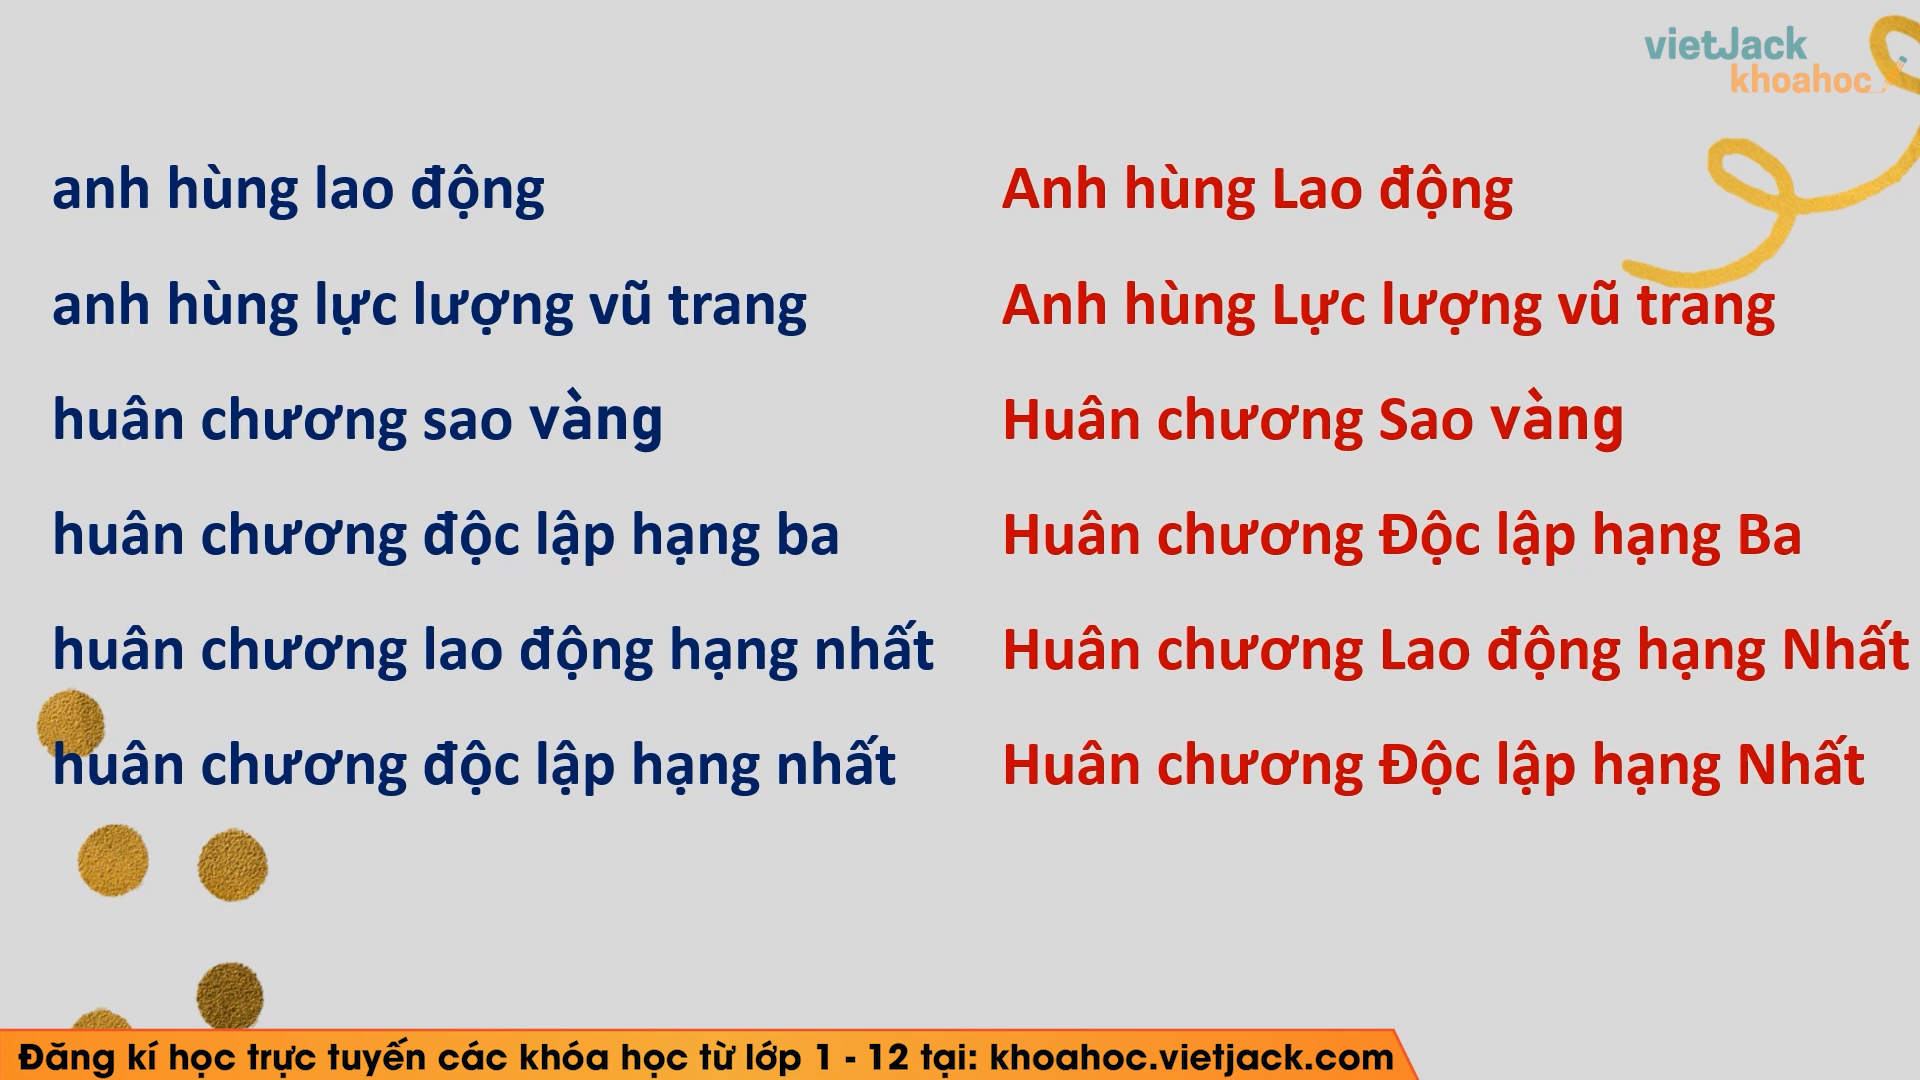 vietJack
khoahoc
anh hùng lao động
Anh hùng Lao động
anh hùng lực lượng vũ trang
Anh hùng Lực lượng vũ trang
huân chương sao vàng
Huân chương Sao vàng
huân chương độc lập hạng ba
Huân chương Độc lập hạng Ba
huân chương lao động hạng nhất
Huân chương Lao động hạng Nhất
huân chương độc lập hạng nhất
Huân chương Độc lập hạng Nhất
Đăng kí học trực tuyến các khóa học từ lớp 1 - 12 tại: khoahoc.vietjack.com